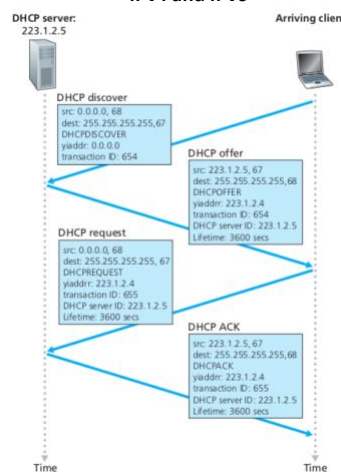 DHCP server:
223.1.2.5
Arriving client
DHCP discover
src: 0.0.0.0, 68
dest: 255.255.255.255,67
DHCPDISCOVER
yiaddr: 0.0.0.0
transaction ID: 654
DHCP offer
src: 223.1.2.5, 67
dest: 255.255.255.255,68
DHCPOFFER
yiaddrr: 223.1.2.4
transaction ID: 654
DHCP server ID: 223.1.2.5
Lifetime: 3600 secs
DHCP request
src: 0.0.0.0, 68
dest: 255.255.255.255, 67
DHCPREQUEST
yiaddrr: 223.1.2.4
transaction ID: 655
DHCP server ID: 223.1.2.5
Lifetime: 3600 secs
DHCP ACK
src: 223.1.2.5, 67
dest: 255.255.255.255,68
DHCPACK
yiaddr: 223.1.2.4
transaction ID: 655
DHCP server ID: 223.1.2.5
Lifetime: 3600 secs
Time
Time